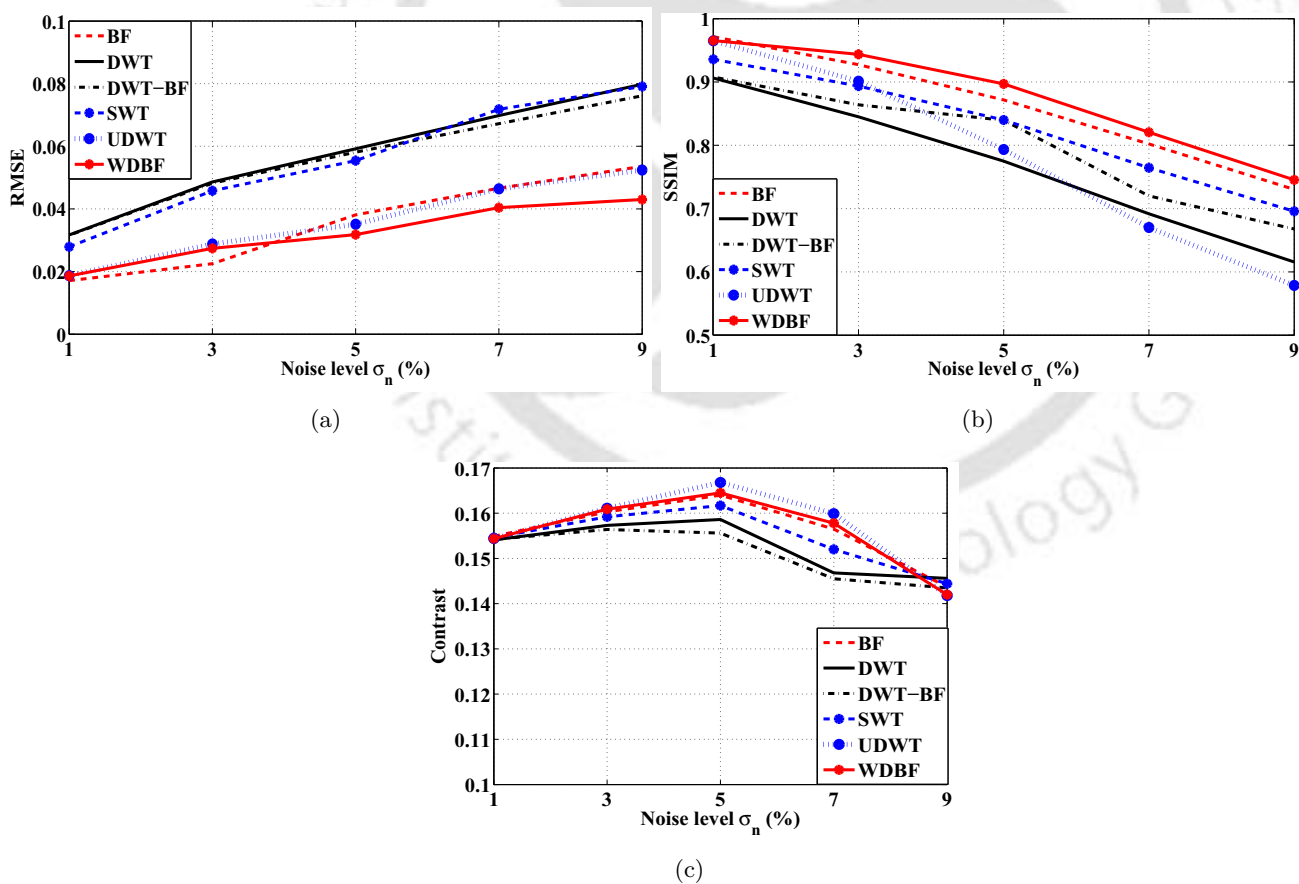 0.1
0.08
0.06
0.04
0.02
0
RMSE
BF
DWT
DWT−BF
SWT
UDWT
WDBF
1 3 5 7 9
Noise level σn (%)
(a)
1
0.9
0.8
0.7
0.6
0.5
SSIM
BF
DWT
DWT−BF
SWT
UDWT
WDBF
1 3 5 7 9
Noise level σn (%)
(b)
0.17
0.16
0.15
0.14
0.13
0.12
0.11
0.1
Contrast
BF
DWT
DWT−BF
SWT
UDWT
WDBF
1 3 5 7 9
Noise level σn (%)
(c)
ology G